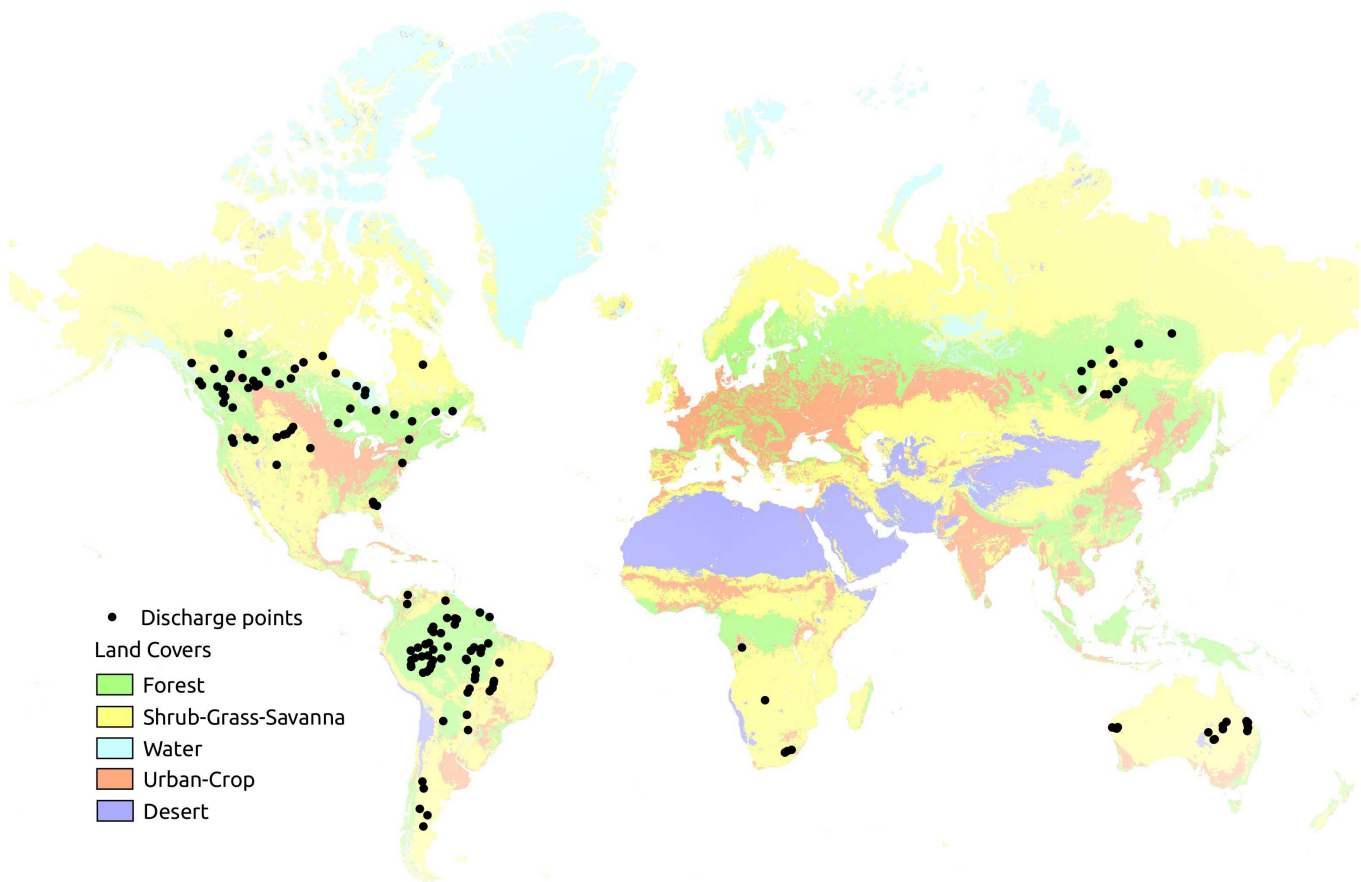 Discharge points
Land Covers
Forest
Shrub-Grass-Savanna
Water
Urban-Crop
Desert